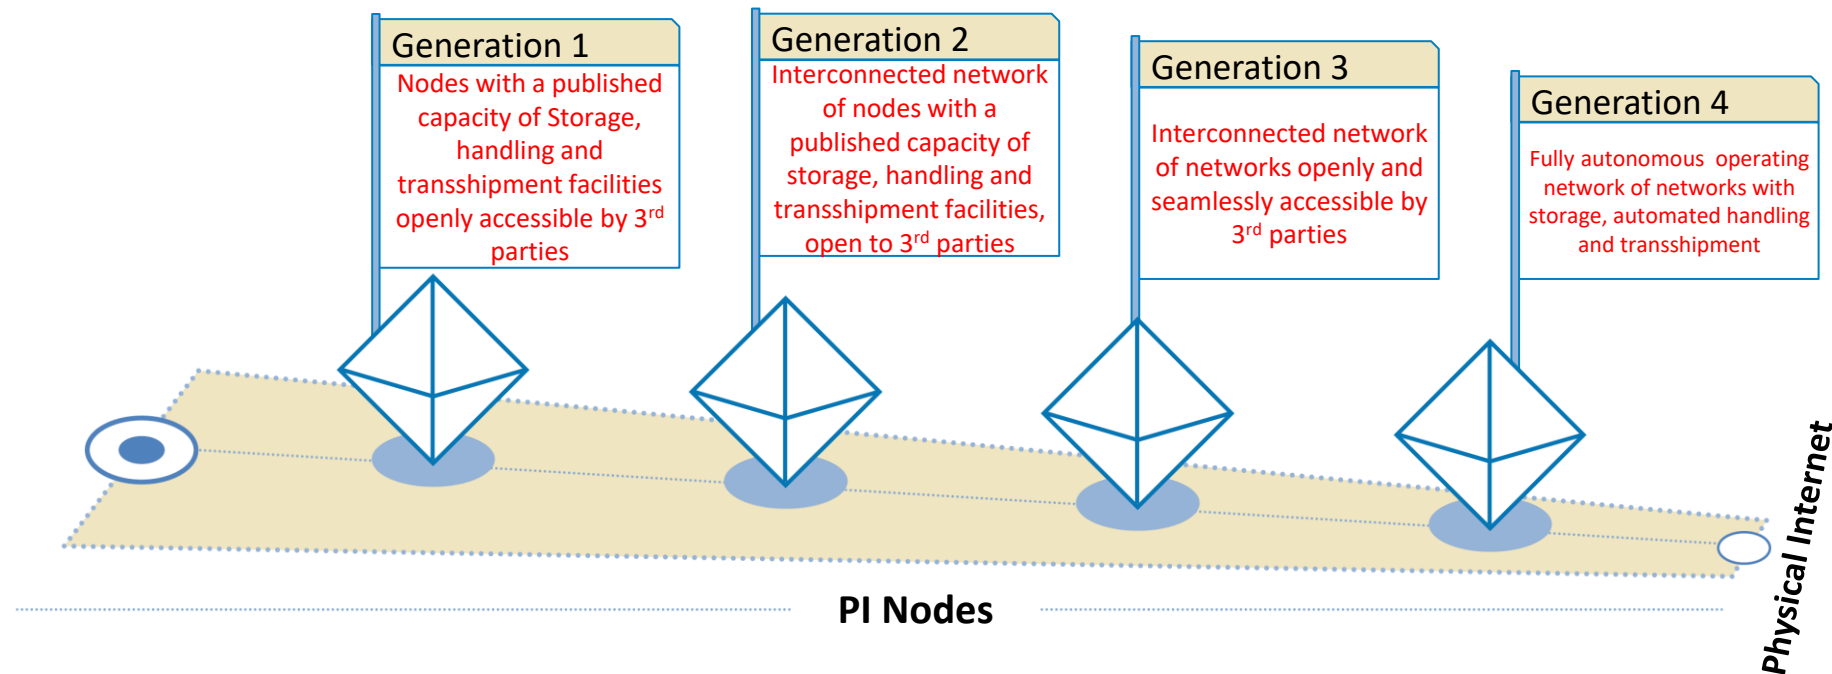 Generation 1
Nodes with a published
capacity of Storage,
handling and
transshipment facilities
openly accessible by 3rd
parties
Generation 2
Interconnected network
of nodes with a
published capacity of
storage, handling and
transshipment facilities,
open to 3rd parties
Generation 3
Interconnected network
of networks openly and
seamlessly accessible by
3rd parties
Generation 4
Fully autonomous operating
network of networks with
storage, automated handling
and transshipment
PI Nodes
Physical Internet